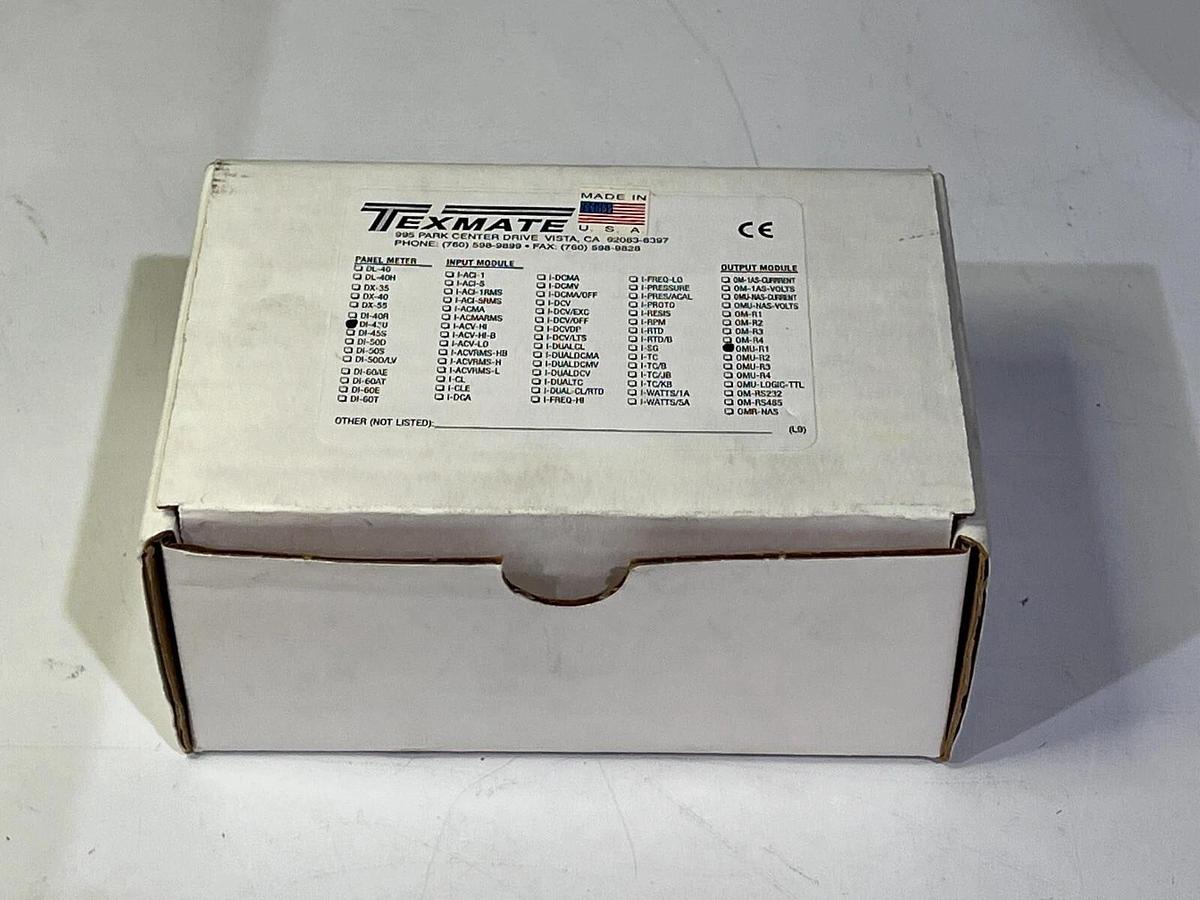 TEXMATE
MADE IN
U. S. A
995 PARK CENTER DRIVE VISTA, CA 92083-8397
PHONE: (760) 598-9899 • FAX: (760) 598-9828
CE
PANEL METER
DL-40
DL-40H
DX-35
DX-40
DX-55
DI-40R
DI-45S
DI-50D
DI-50S
DI-50D/LV
DI-60AE
DI-60AT
DI-60E
DI-60T
INPUT MODULE
I-ACI-1
I-ACI-5
I-ACI-1RMS
I-ACI-5RMS
I-ACMA
I-ACMARMS
I-ACV-HI
I-ACV-HI-B
I-ACV-LO
I-ACVRMS-HB
I-ACVRMS-H
I-ACVRMS-L
I-CL
I-CLE
I-DCA
I-DCMA
I-DCMV
I-DCMA/OFF
I-DCV
I-DCV/EXC
I-DCV/OFF
I-DCVDP
I-DCV/LTS
I-DUALCL
I-DUALDCMA
I-DUALDCMV
I-DUALDCV
I-DUALTC
I-DUAL-CL/RTD
I-FREQ-HI
I-FREQ-LO
I-PRESSURE
I-PRES/ACAL
I-PROTO
I-RESIS
I-RPM
I-RTD
I-RTD/B
I-SG
I-TC
I-TC/B
I-TC/JB
I-TC/KB
I-WATTS/1A
I-WATTS/5A
OUTPUT MODULE
OM-1AS-CURRRENT
OM-1AS-VOLTS
OMU-NAS-CURRENT
OMU-NAS-VOLTS
OM-R1
OM-R2
OM-R3
OM-R4
OMU-R1
OMU-R2
OMU-R3
OMU-R4
OMU-LOGIC-TTL
OM-RS232
OM-RS485
OMR-NAS
OTHER (NOT LISTED):
(L9)